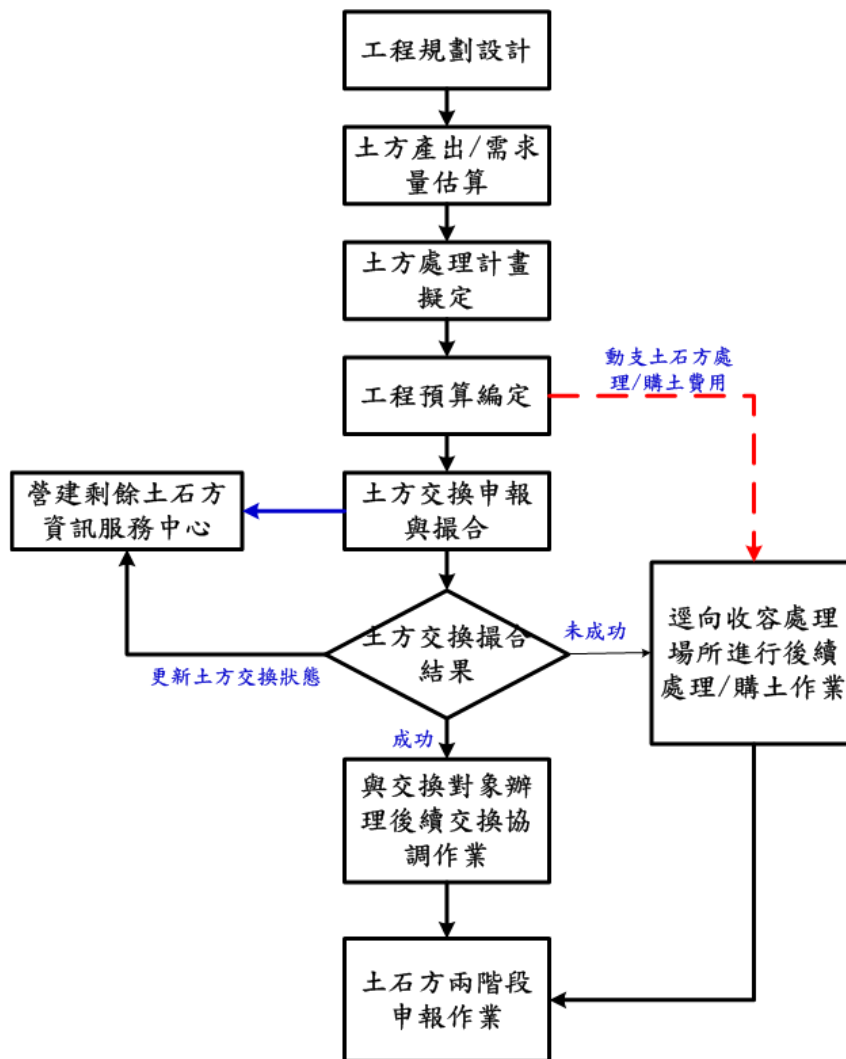 工程規劃設計
土方產出/需求
量估算
土方處理計畫
擬定
動支土石方處
理/購土費用
工程預算編定
營建剩餘土石方
資訊服務中心
土方交換申報
與撮合
土方交換撮合
結果
未成功
更新土方交換狀態
逕向收容處理
場所進行後續
處理/購土作業
成功
與交換對象辦
理後續交換協
調作業
土石方兩階段
申報作業